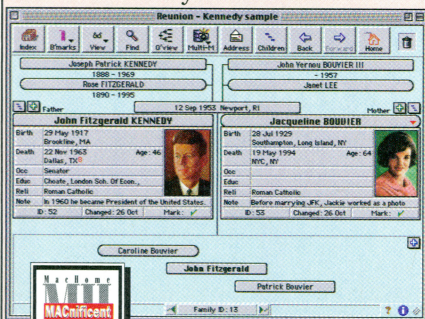 Reunion - Kennedy sample
Index B'marks View Find O'view Multi-M Address Children Back Forward Home
Joseph Patrick KENNEDY
1888 - 1969
Rose FITZGERALD
1890 - 1995
John Vernou BOUVIER III
- 1957
Janet LEE
Father
12 Sep 1953 Newport, RI
Mother
John Fitzgerald KENNEDY
Birth 29 May 1917
Brookline, MA
Death 22 Nov 1963 Age: 46
Dallas, TX
Occ Senator
Educ Choate, London Sch. Of Econ.,
Reli Roman Catholic
Note In 1960 he became President of the United States.
ID: 52 Changed: 26 Oct Mark:
Jacqueline BOUVIER
Birth 28 Jul 1929
Southampton, Long Island, NY
Death 19 May 1994 Age: 64
NYC, NY
Occ
Educ
Reli Roman Catholic
Note Before marrying JFK, Jackie worked as a photo
ID: 53 Changed: 26 Oct Mark:
Caroline Bouvier
John Fitzgerald
Patrick Bouvier
MacHome
MACnificent
Family ID: 13
?